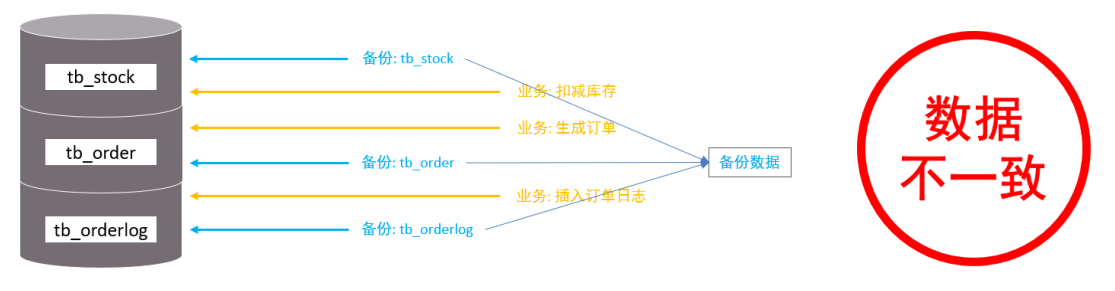 备份: tb_stock
tb_stock
业务: 扣减库存
业务: 生成订单
tb_order
备份: tb_order
备份数据
业务: 插入订单日志
tb_orderlog
备份: tb_orderlog
数据
不一致